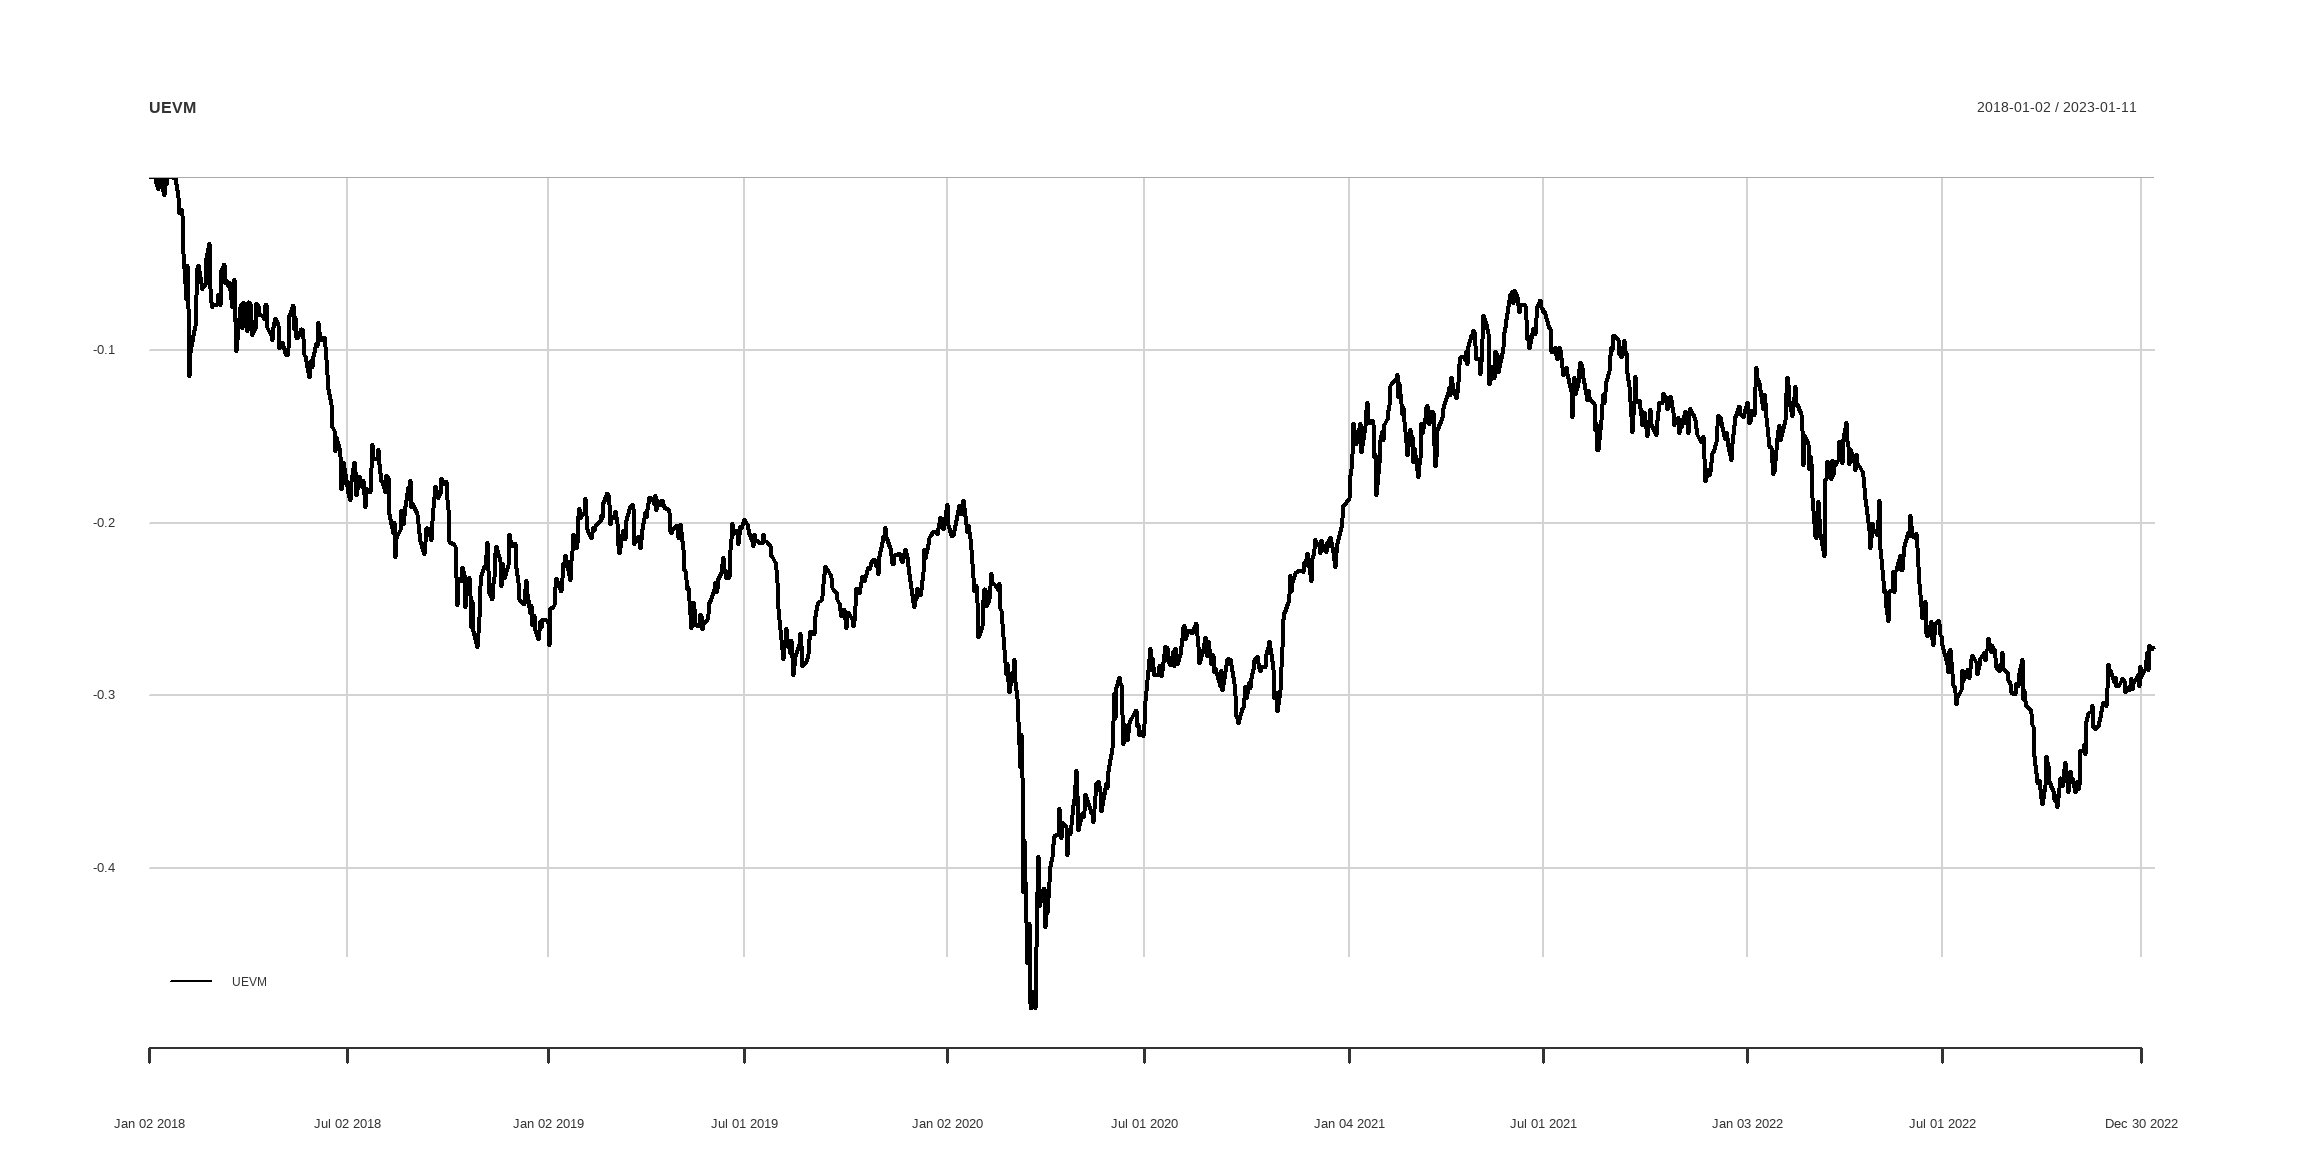 UEVM
2018-01-02 / 2023-01-11
-0.1
-0.2
-0.3
-0.4
UEVM
Jan 02 2018
Jul 02 2018
Jan 02 2019
Jul 01 2019
Jan 02 2020
Jul 01 2020
Jan 04 2021
Jul 01 2021
Jan 03 2022
Jul 01 2022
Dec 30 2022